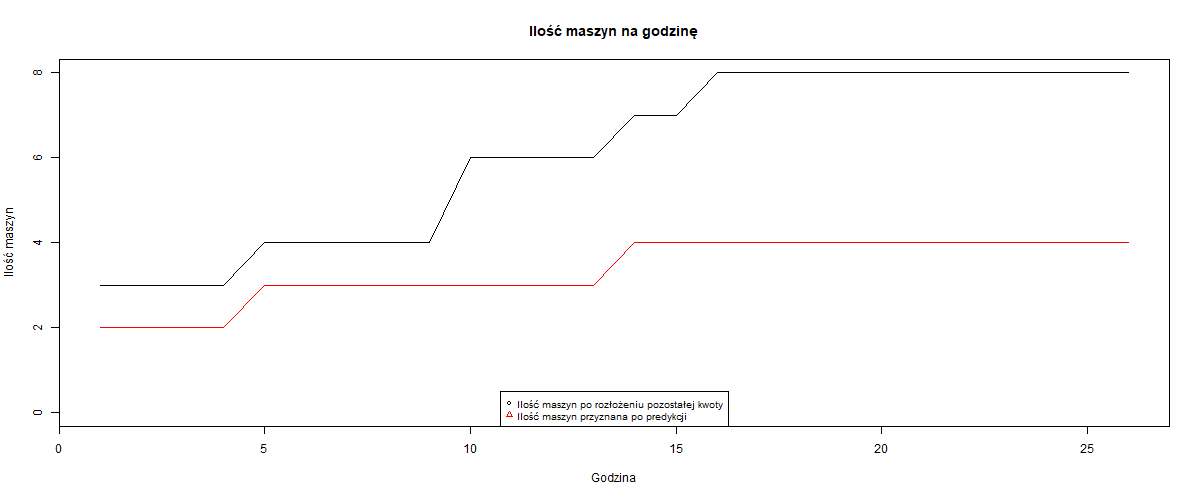 Ilość maszyn na godzinę
Ilość maszyn
8
6
4
2
0
Ilość maszyn po rozłożeniu pozostałej kwoty
Ilość maszyn przyznana po predykcji
0 5 10 15 20 25
Godzina